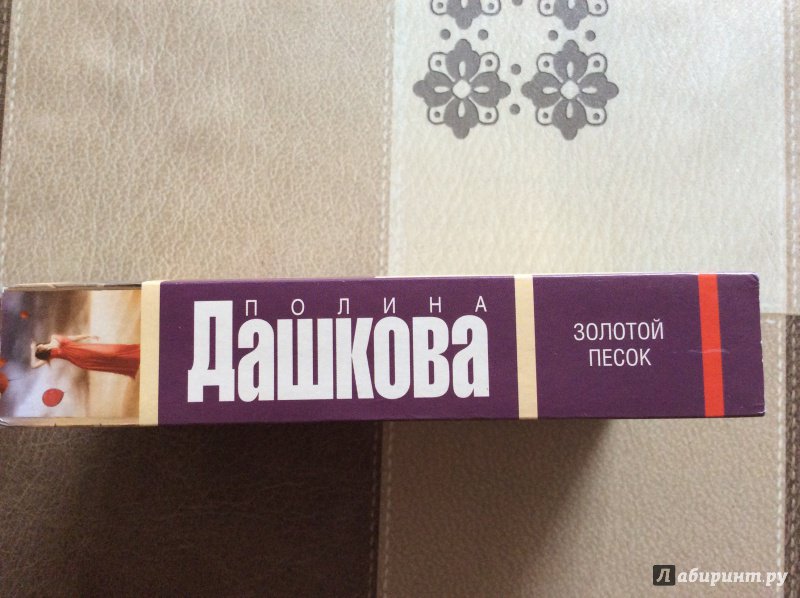 ПОЛИНА
Дашкова
ЗОЛОТОЙ
ПЕСОК
Лабиринт.ру